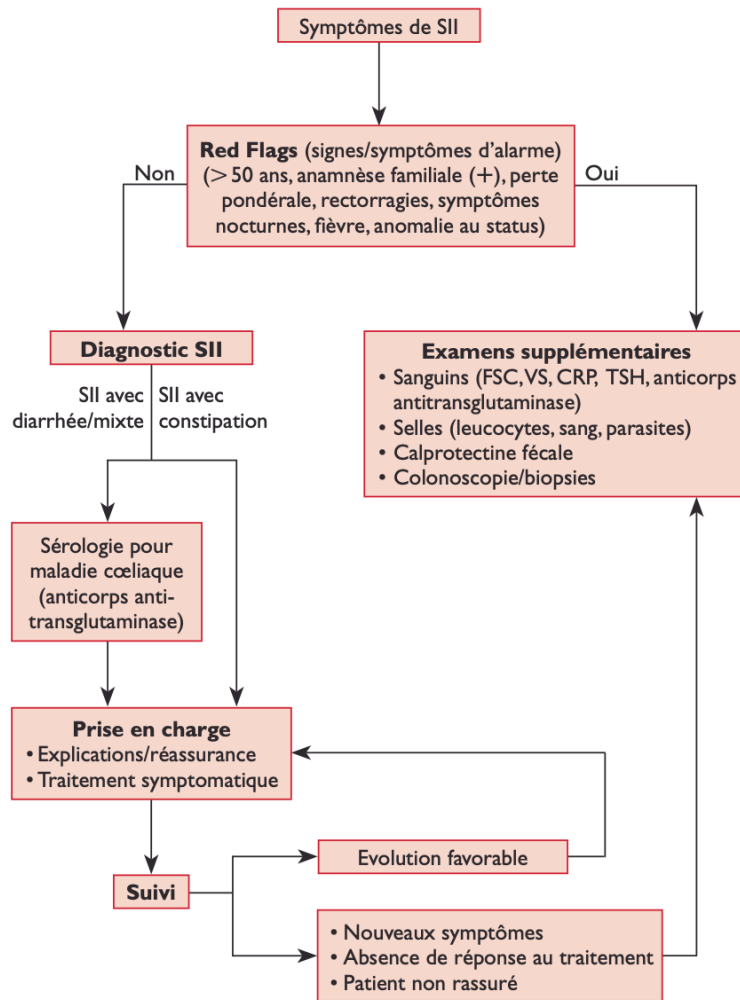 Symptômes de SII
Red Flags (signes/symptômes d'alarme)
(> 50 ans, anamnèse familiale (+), perte
pondérale, rectorragies, symptômes
nocturnes, fièvre, anomalie au status)
Non
Oui
Diagnostic SII
SII avec
diarrhée/mixte
SII avec
constipation
Examens supplémentaires
• Sanguins (FSC, VS, CRP, TSH, anticorps
antitransglutaminase)
• Selles (leucocytes, sang, parasites)
• Calprotectine fécale
• Colonoscopie/biopsies
Sérologie pour
maladie cœliaque
(anticorps anti-
transglutaminase)
Prise en charge
• Explications/réassurance
• Traitement symptomatique
Suivi
Evolution favorable
• Nouveaux symptômes
• Absence de réponse au traitement
• Patient non rassuré